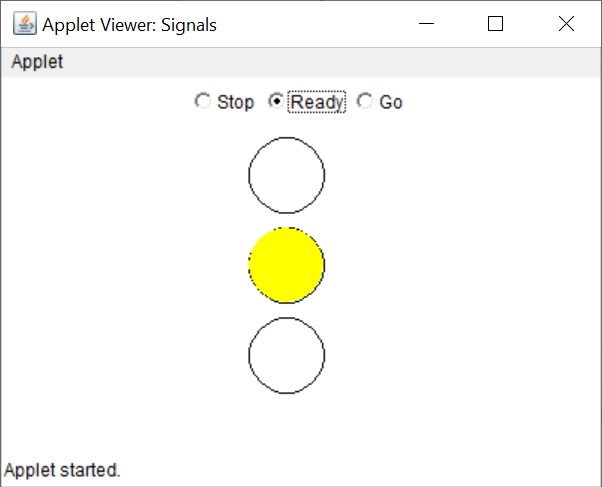 Applet Viewer: Signals
Applet
Stop Ready Go
Applet started.